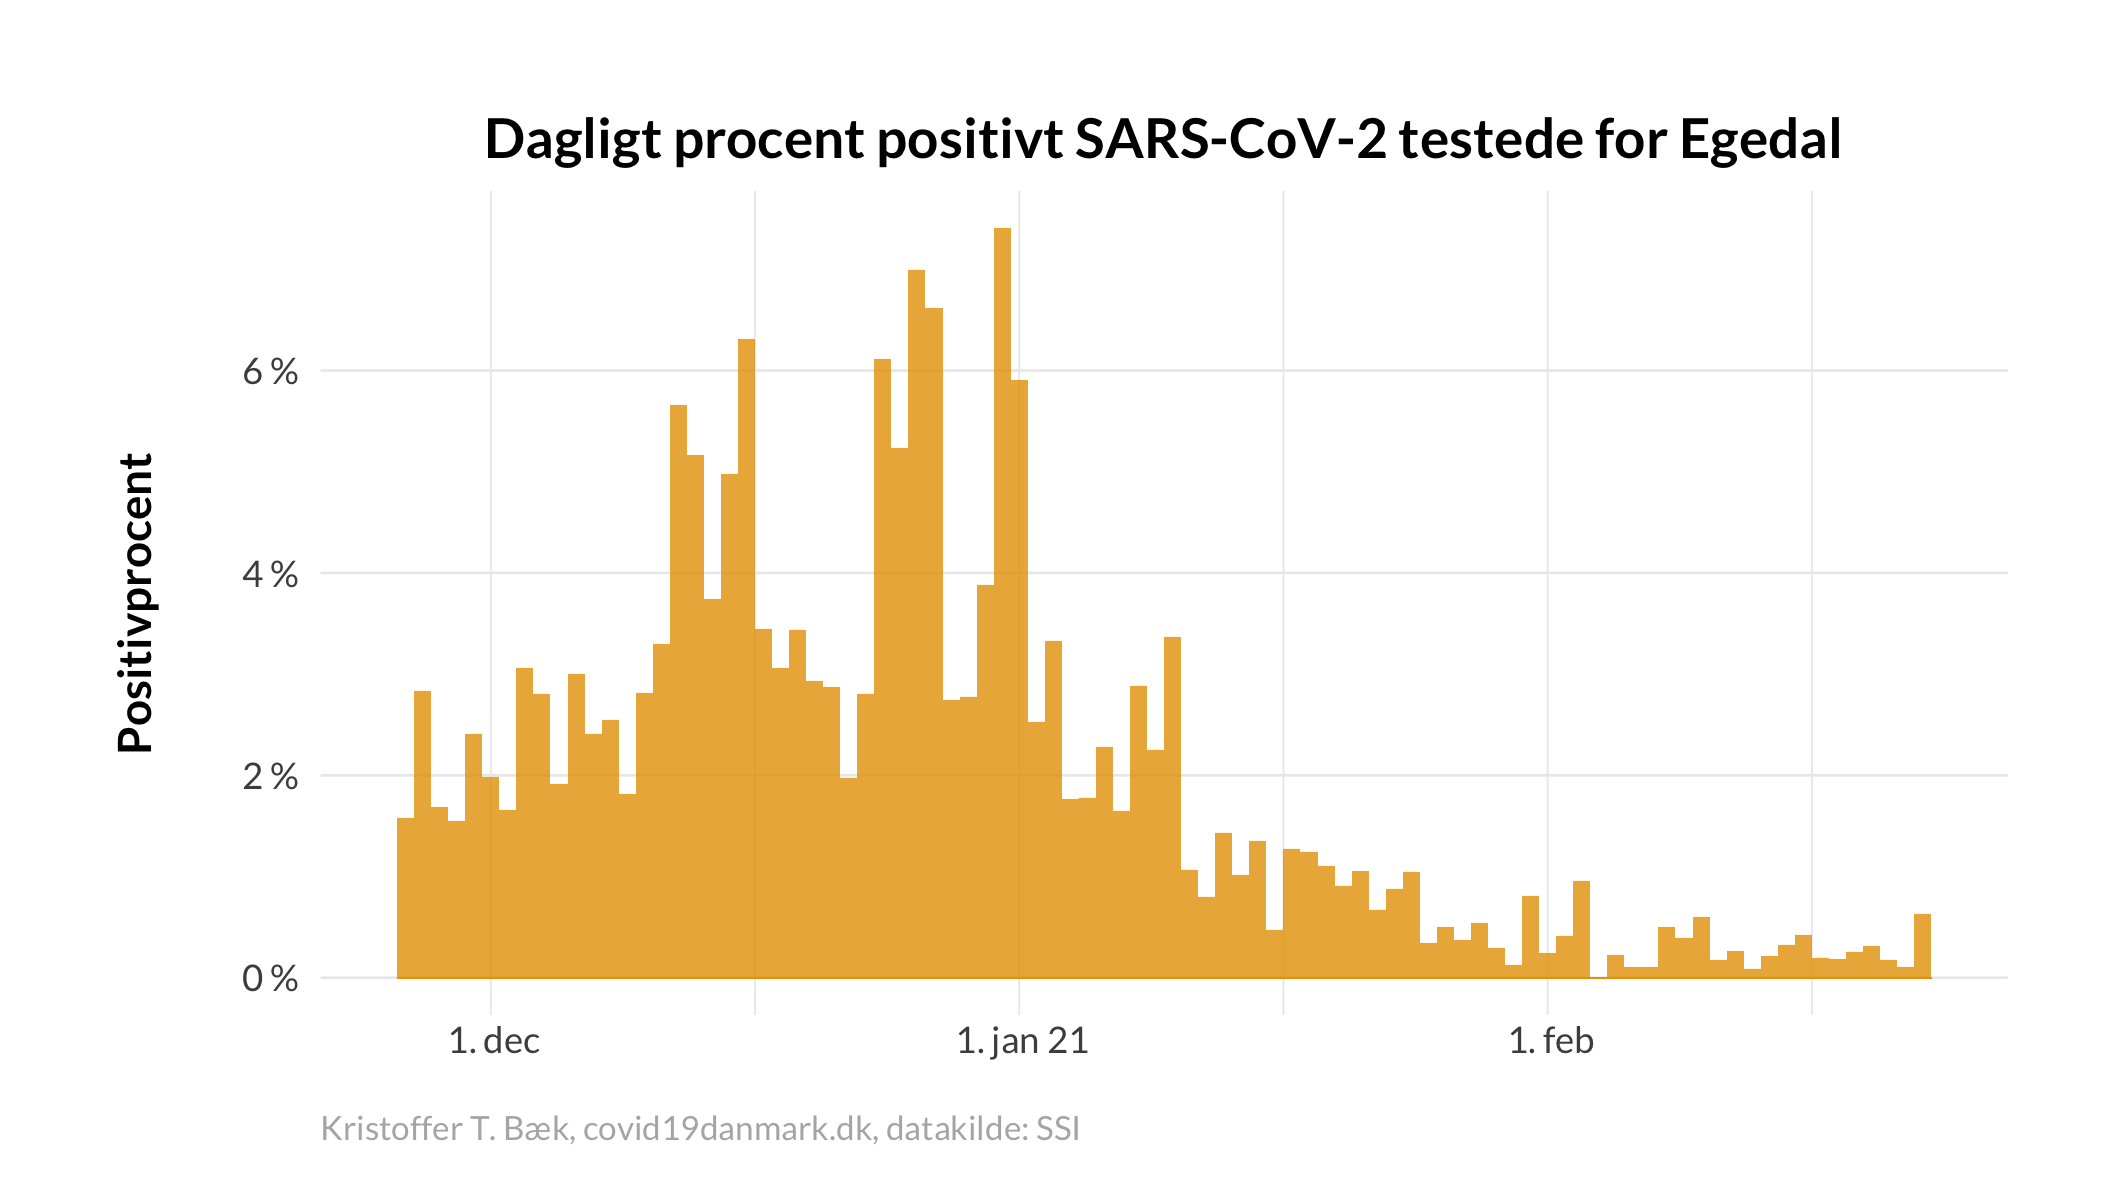 Dagligt procent positivt SARS-CoV-2 testede for Egedal
Positivprocent
6 %
4 %
2 %
0 %
1. dec
1. jan 21
1. feb
Kristoffer T. Bæk, covid19danmark.dk, datakilde: SSI